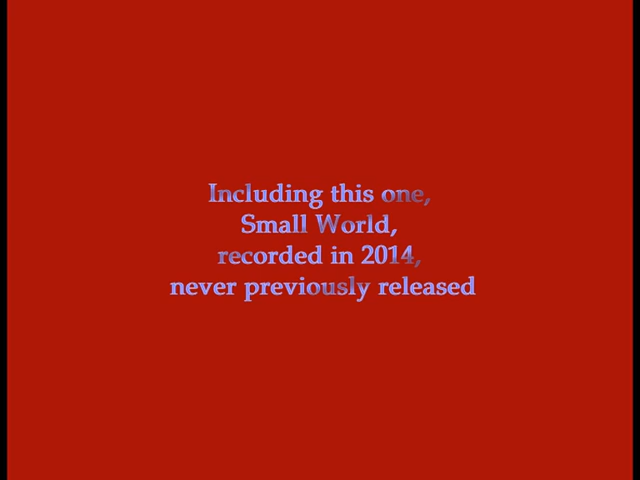 Including this one,
Small World,
recorded in 2014,
never previously released